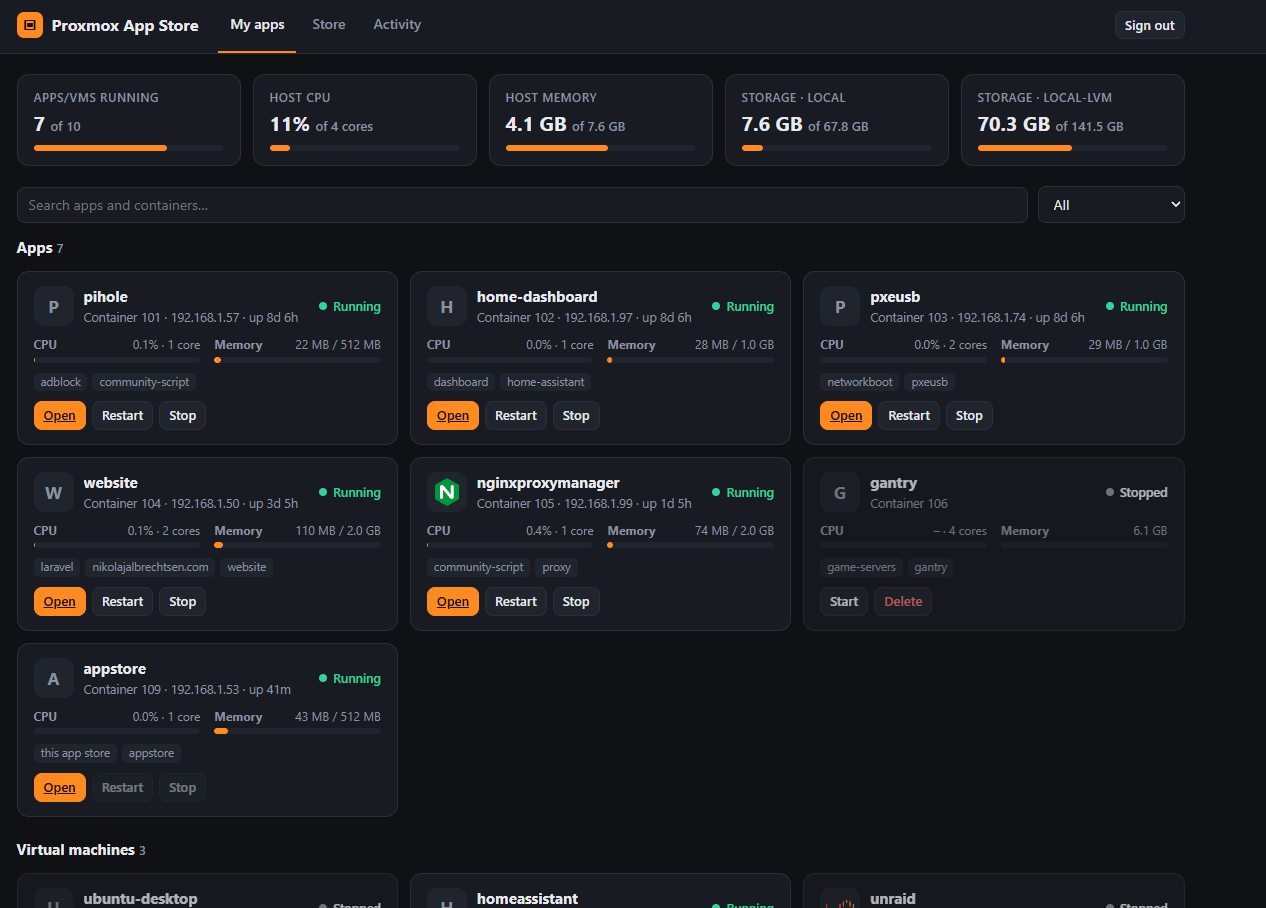 Proxmox App Store My apps Store Activity Sign out
APPS/VMS RUNNING
7 of 10
HOST CPU
11% of 4 cores
HOST MEMORY
4.1 GB of 7.6 GB
STORAGE · LOCAL
7.6 GB of 67.8 GB
STORAGE · LOCAL-LVM
70.3 GB of 141.5 GB
Search apps and containers...
All
Apps 7
P
pihole
Container 101 · 192.168.1.57 · up 8d 6h
Running
CPU 0.1% · 1 core Memory 22 MB / 512 MB
adblock community-script
Open Restart Stop
H
home-dashboard
Container 102 · 192.168.1.97 · up 8d 6h
Running
CPU 0.0% · 1 core Memory 28 MB / 1.0 GB
dashboard home-assistant
Open Restart Stop
P
pxeusb
Container 103 · 192.168.1.74 · up 8d 6h
Running
CPU 0.0% · 2 cores Memory 29 MB / 1.0 GB
networkboot pxeusb
Open Restart Stop
W
website
Container 104 · 192.168.1.50 · up 3d 5h
Running
CPU 0.1% · 2 cores Memory 110 MB / 2.0 GB
laravel nikolajalbrechtsen.com website
Open Restart Stop
N
nginxproxymanager
Container 105 · 192.168.1.99 · up 1d 5h
Running
CPU 0.4% · 1 core Memory 74 MB / 2.0 GB
community-script proxy
Open Restart Stop
G
gantry
Container 106
Stopped
CPU – · 4 cores Memory 6.1 GB
game-servers gantry
Start Delete
A
appstore
Container 109 · 192.168.1.53 · up 41m
Running
CPU 0.0% · 1 core Memory 43 MB / 512 MB
this app store appstore
Open Restart Stop
Virtual machines 3
U
ubuntu-desktop
Stopped
H
homeassistant
Running
unraid
Stopped